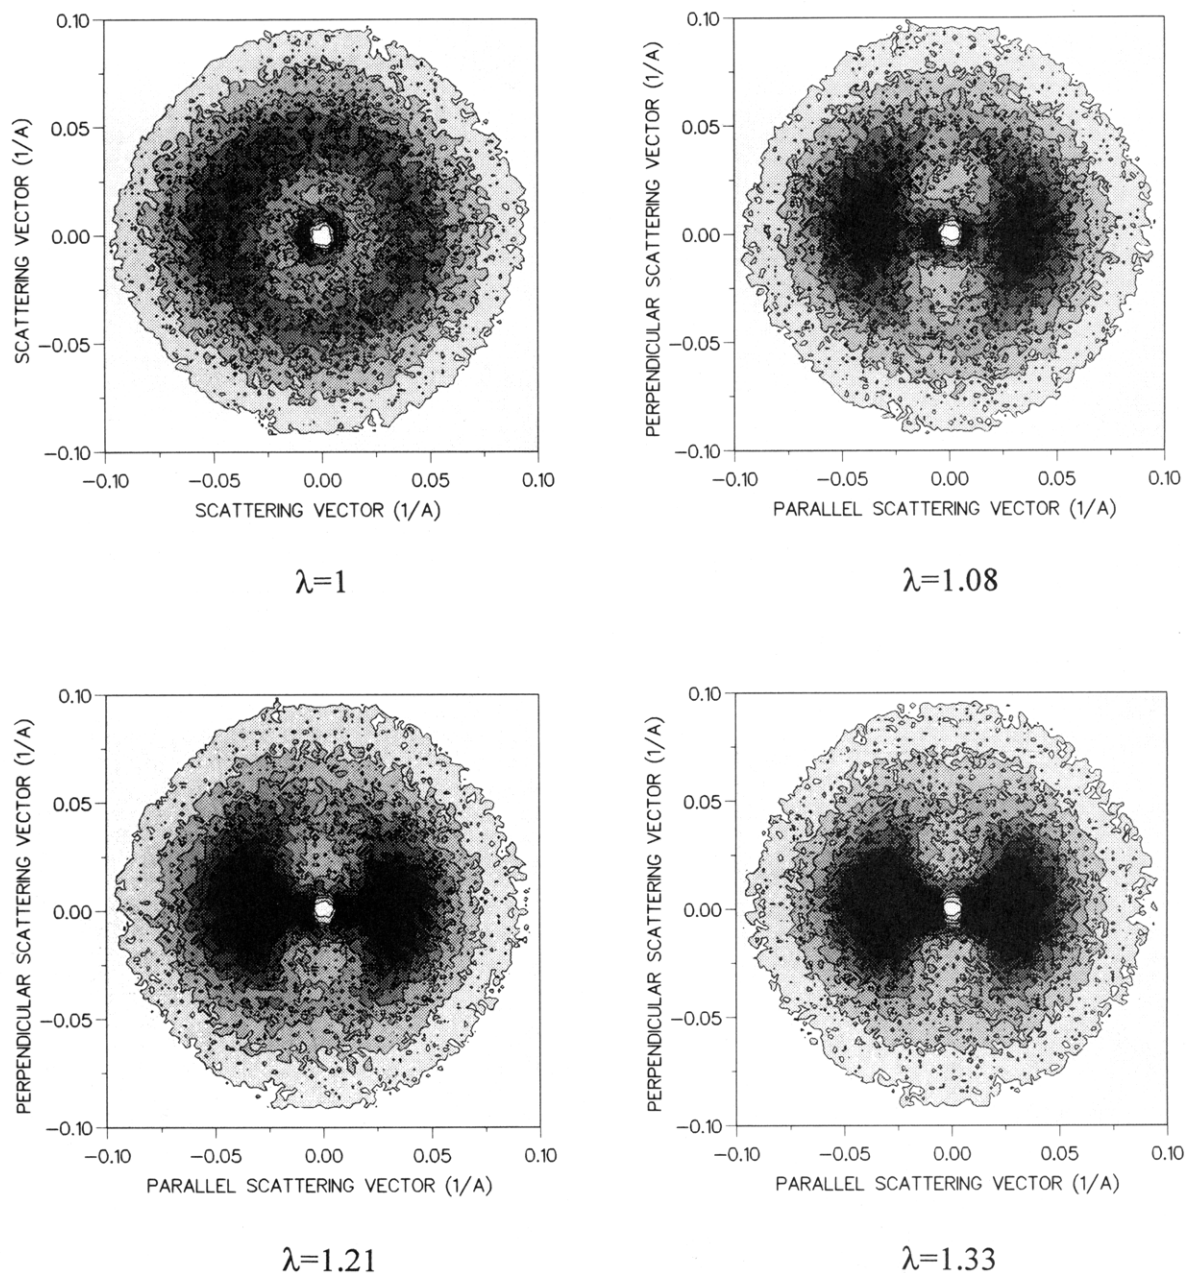 0.10
0.05
0.00
−0.05
−0.10
SCATTERING VECTOR (1/A)
−0.10 −0.05 0.00 0.05 0.10
SCATTERING VECTOR (1/A)
λ=1
0.10
0.05
0.00
−0.05
−0.10
PERPENDICULAR SCATTERING VECTOR (1/A)
−0.10 −0.05 0.00 0.05 0.10
PARALLEL SCATTERING VECTOR (1/A)
λ=1.08
0.10
0.05
0.00
−0.05
−0.10
PERPENDICULAR SCATTERING VECTOR (1/A)
−0.10 −0.05 0.00 0.05 0.10
PARALLEL SCATTERING VECTOR (1/A)
λ=1.21
0.10
0.05
0.00
−0.05
−0.10
PERPENDICULAR SCATTERING VECTOR (1/A)
−0.10 −0.05 0.00 0.05 0.10
PARALLEL SCATTERING VECTOR (1/A)
λ=1.33